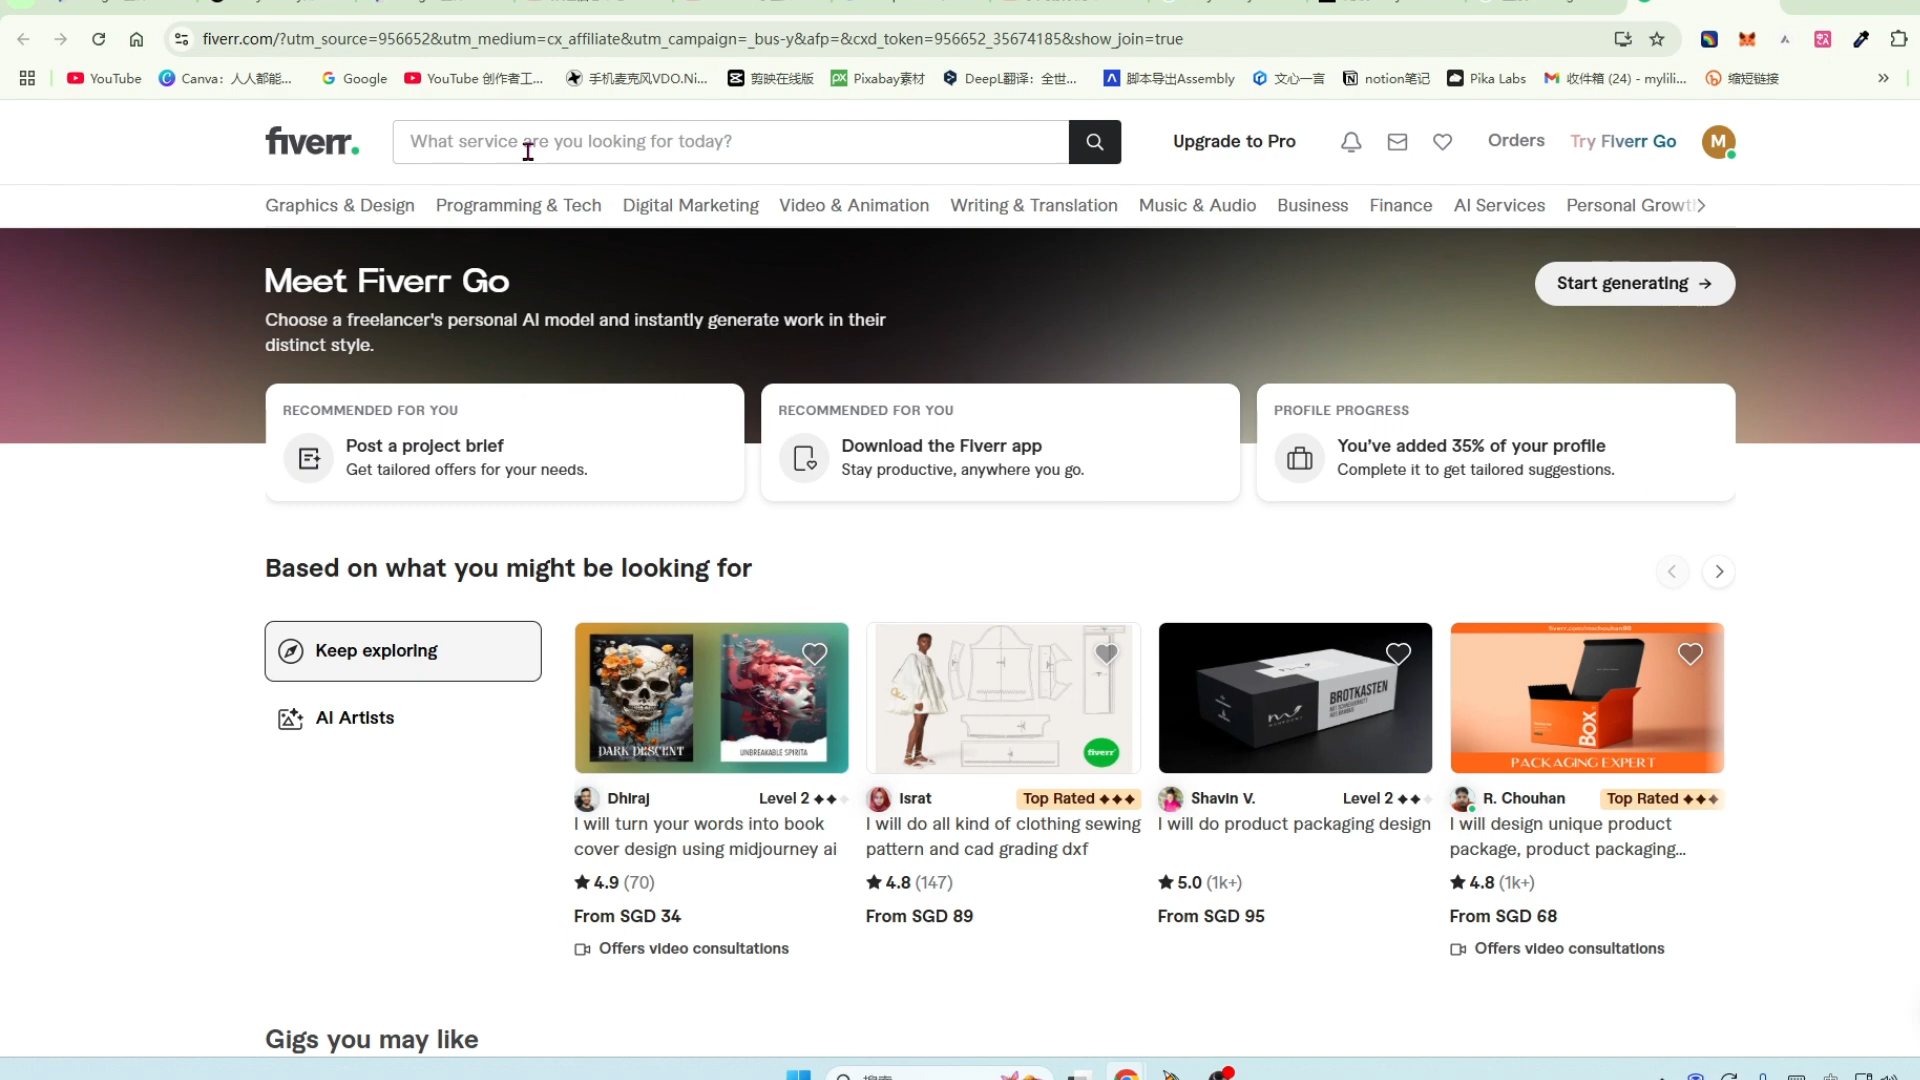 fiverr.com/?utm_source=956652&utm_medium=cx_affiliate&utm_campaign=_bus-y&afp=&cxd_token=956652_35674185&show_join=true
YouTube
Canva：人人都能...
Google
YouTube 创作者工...
手机麦克风VDO.Ni...
剪映在线版
Pixabay素材
DeepL翻译：全世...
脚本导出Assembly
文心一言
notion笔记
Pika Labs
收件箱 (24) - mylili...
缩短链接
fiverr.
What service are you looking for today?
Upgrade to Pro
Orders
Try Fiverr Go
M
Graphics & Design
Programming & Tech
Digital Marketing
Video & Animation
Writing & Translation
Music & Audio
Business
Finance
AI Services
Personal Growt
Meet Fiverr Go
Start generating →
Choose a freelancer's personal AI model and instantly generate work in their
distinct style.
RECOMMENDED FOR YOU
Post a project brief
Get tailored offers for your needs.
RECOMMENDED FOR YOU
Download the Fiverr app
Stay productive, anywhere you go.
PROFILE PROGRESS
You've added 35% of your profile
Complete it to get tailored suggestions.
Based on what you might be looking for
Keep exploring
AI Artists
DARK DESCENT
UNBREAKABLE SPIRITA
fiverr
BROTKASTEN
BOX.
PACKAGING EXPERT
Dhiraj
Level 2
I will turn your words into book
cover design using midjourney ai
4.9 (70)
From SGD 34
Offers video consultations
Israt
Top Rated
I will do all kind of clothing sewing
pattern and cad grading dxf
4.8 (147)
From SGD 89
Shavin V.
Level 2
I will do product packaging design
5.0 (1k+)
From SGD 95
R. Chouhan
Top Rated
I will design unique product
package, product packaging...
4.8 (1k+)
From SGD 68
Offers video consultations
Gigs you may like